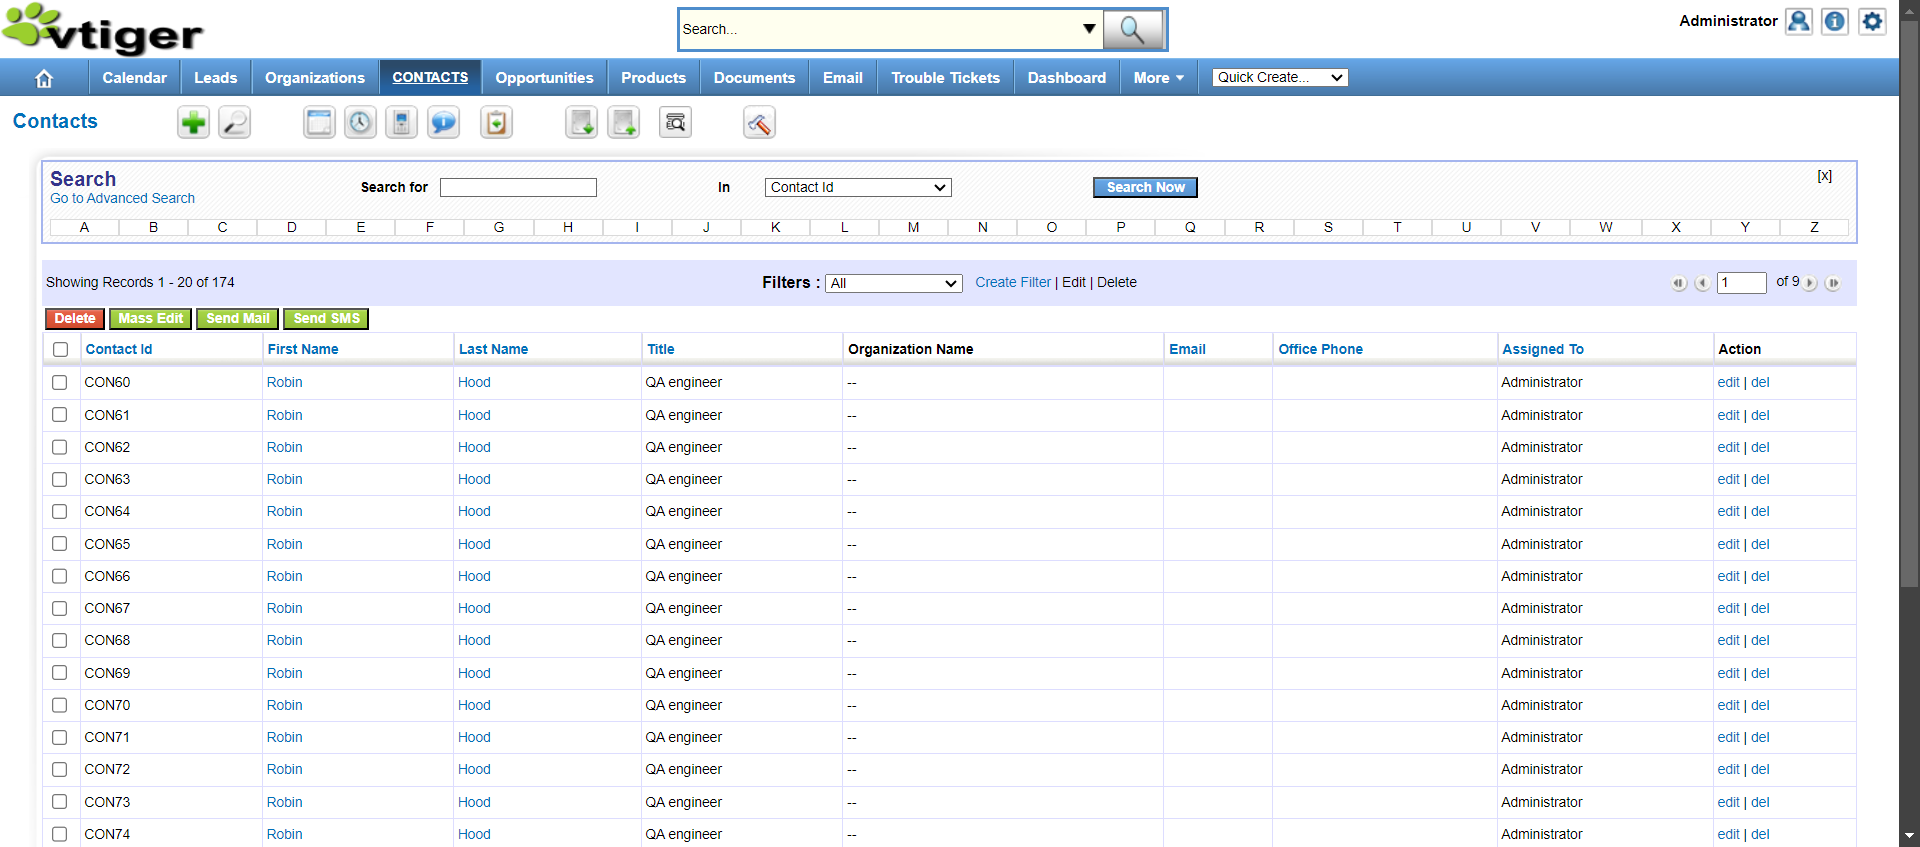 vtiger
Search...
Administrator
Calendar Leads Organizations CONTACTS Opportunities Products Documents Email Trouble Tickets Dashboard More Quick Create...
Contacts
Search
Go to Advanced Search
Search for In Contact Id Search Now [x]
A B C D E F G H I J K L M N O P Q R S T U V W X Y Z
Showing Records 1 - 20 of 174 Filters : All Create Filter | Edit | Delete 1 of 9
Delete Mass Edit Send Mail Send SMS
Contact Id First Name Last Name Title Organization Name Email Office Phone Assigned To Action
CON60 Robin Hood QA engineer -- Administrator edit | del
CON61 Robin Hood QA engineer -- Administrator edit | del
CON62 Robin Hood QA engineer -- Administrator edit | del
CON63 Robin Hood QA engineer -- Administrator edit | del
CON64 Robin Hood QA engineer -- Administrator edit | del
CON65 Robin Hood QA engineer -- Administrator edit | del
CON66 Robin Hood QA engineer -- Administrator edit | del
CON67 Robin Hood QA engineer -- Administrator edit | del
CON68 Robin Hood QA engineer -- Administrator edit | del
CON69 Robin Hood QA engineer -- Administrator edit | del
CON70 Robin Hood QA engineer -- Administrator edit | del
CON71 Robin Hood QA engineer -- Administrator edit | del
CON72 Robin Hood QA engineer -- Administrator edit | del
CON73 Robin Hood QA engineer -- Administrator edit | del
CON74 Robin Hood QA engineer -- Administrator edit | del